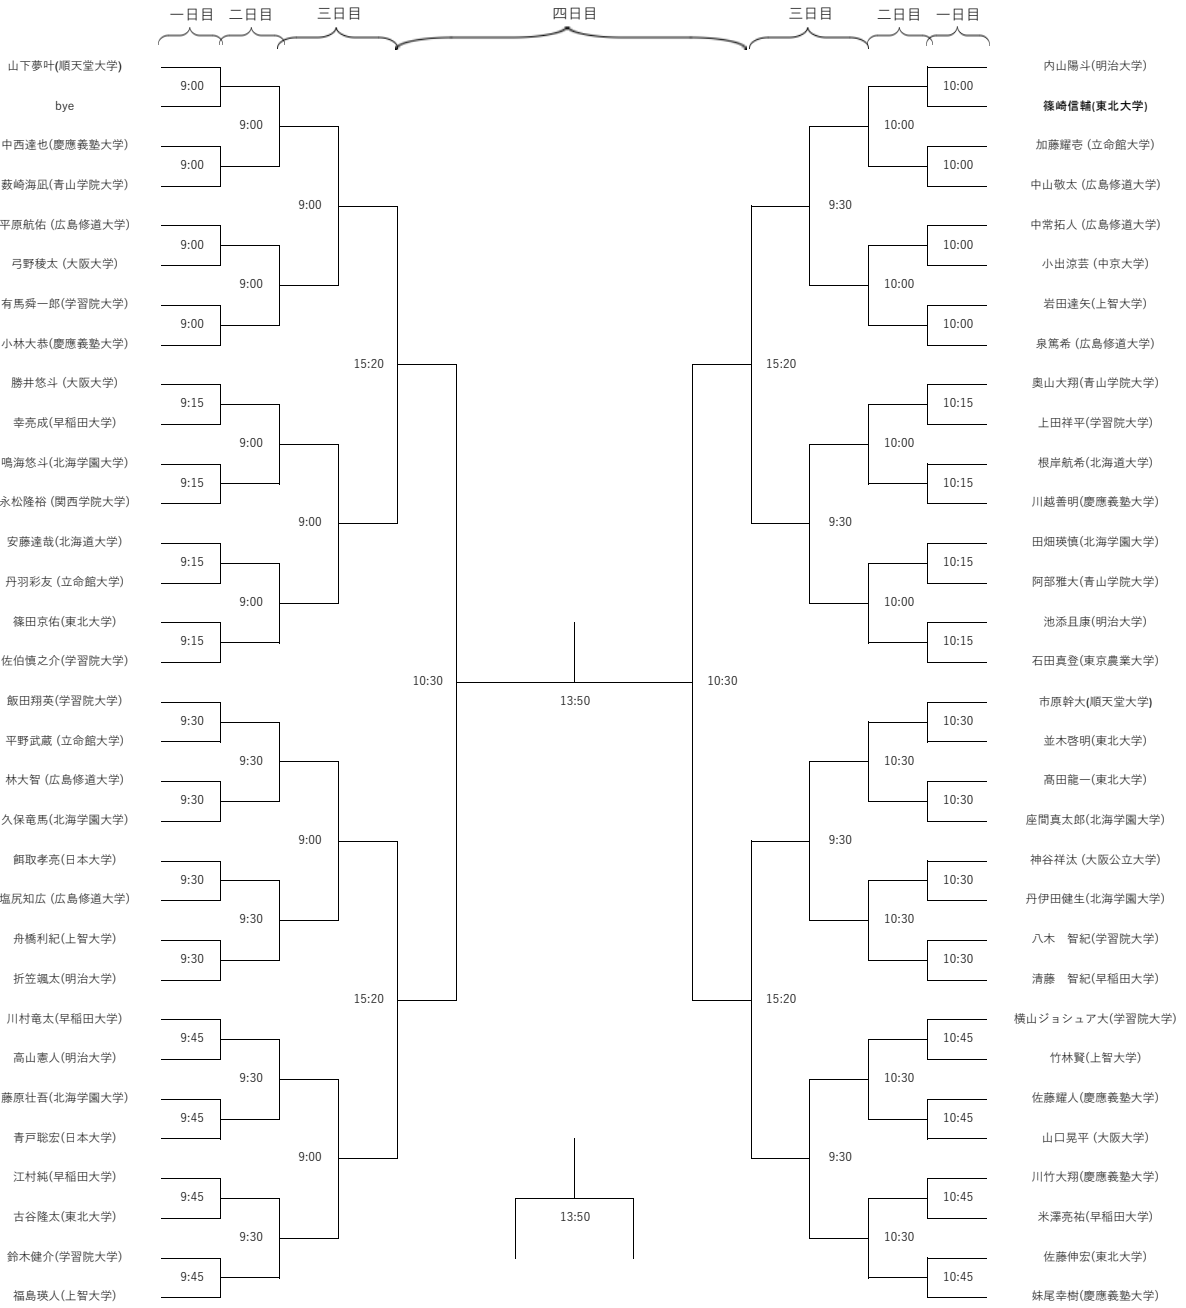 一日目 二日目 三日目 四日目 三日目 二日目 一日目
山下夢叶(順天堂大学) 内山陽斗(明治大学)
9:00 10:00
bye 篠崎信輔(東北大学)
9:00 10:00
中西達也(慶應義塾大学) 加藤耀壱 (立命館大学)
9:00 10:00
薮崎海凪(青山学院大学) 中山敬太 (広島修道大学)
9:00 9:30
平原航佑 (広島修道大学) 中常拓人 (広島修道大学)
9:00 10:00
弓野稜太 (大阪大学) 小出涼芸 (中京大学)
9:00 10:00
有馬舜一郎(学習院大学) 岩田達矢(上智大学)
9:00 10:00
小林大恭(慶應義塾大学) 泉篤希 (広島修道大学)
15:20 15:20
勝井悠斗 (大阪大学) 奥山大翔(青山学院大学)
9:15 10:15
幸亮成(早稲田大学) 上田祥平(学習院大学)
9:00 10:00
鳴海悠斗(北海学園大学) 根岸航希(北海道大学)
9:15 10:15
永松隆裕 (関西学院大学) 川越善明(慶應義塾大学)
9:00 9:30
安藤達哉(北海道大学) 田畑瑛慎(北海学園大学)
9:15 10:15
丹羽彩友 (立命館大学) 阿部雅大(青山学院大学)
9:00 10:00
篠田京佑(東北大学) 池添且康(明治大学)
9:15 10:15
佐伯慎之介(学習院大学) 石田真登(東京農業大学)
10:30 10:30
飯田翔英(学習院大学) 13:50 市原幹大(順天堂大学)
9:30 10:30
平野武蔵 (立命館大学) 並木啓明(東北大学)
9:30 10:30
林大智 (広島修道大学) 髙田龍一(東北大学)
9:30 10:30
久保竜馬(北海学園大学) 座間真太郎(北海学園大学)
9:00 9:30
餌取孝亮(日本大学) 神谷祥汰 (大阪公立大学)
9:30 10:30
塩尻知広 (広島修道大学) 丹伊田健生(北海学園大学)
9:30 10:30
舟橋利紀(上智大学) 八木　智紀(学習院大学)
9:30 10:30
折笠颯太(明治大学) 清藤　智紀(早稲田大学)
15:20 15:20
川村竜太(早稲田大学) 横山ジョシュア大(学習院大学)
9:45 10:45
高山憲人(明治大学) 竹林賢(上智大学)
9:30 10:30
藤原壮吾(北海学園大学) 佐藤耀人(慶應義塾大学)
9:45 10:45
青戸聡宏(日本大学) 山口晃平 (大阪大学)
9:00 9:30
江村純(早稲田大学) 川竹大翔(慶應義塾大学)
9:45 10:45
古谷隆太(東北大学) 13:50 米澤亮祐(早稲田大学)
9:30 10:30
鈴木健介(学習院大学) 佐藤伸宏(東北大学)
9:45 10:45
福島瑛人(上智大学) 妹尾幸樹(慶應義塾大学)